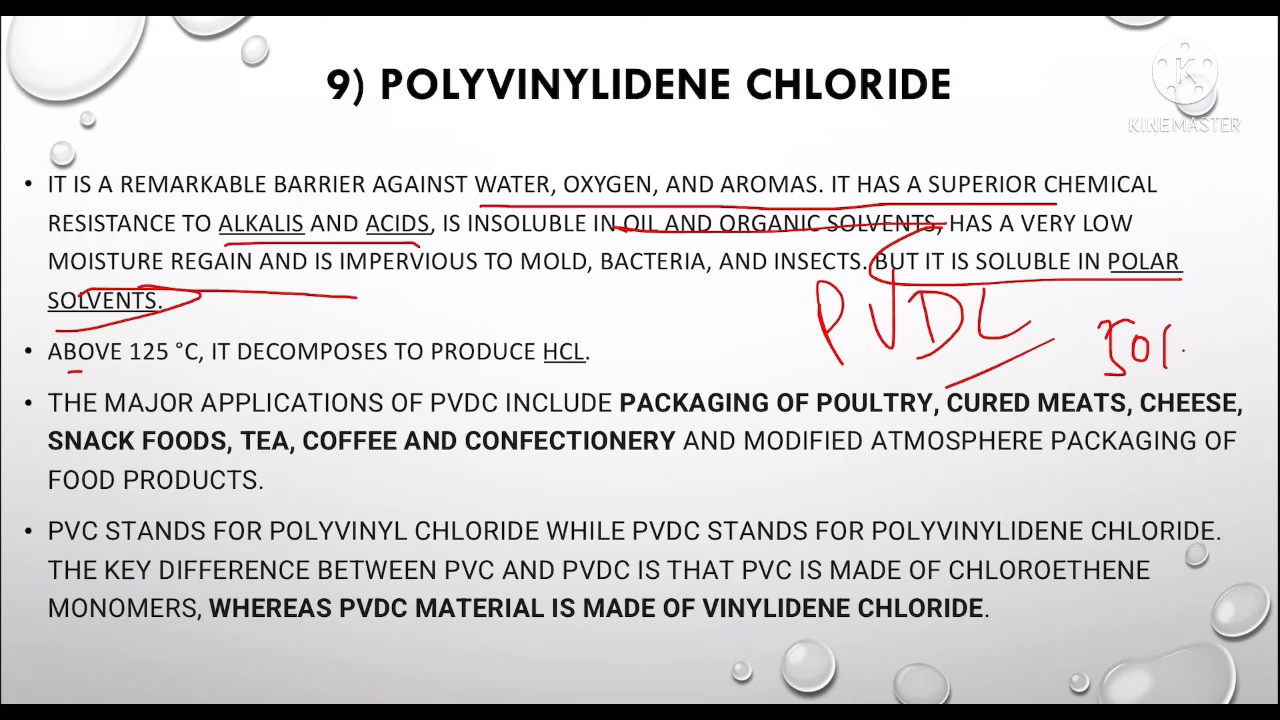 9) POLYVINYLIDENE CHLORIDE
KINEMASTER
• IT IS A REMARKABLE BARRIER AGAINST WATER, OXYGEN, AND AROMAS. IT HAS A SUPERIOR CHEMICAL
RESISTANCE TO ALKALIS AND ACIDS, IS INSOLUBLE IN OIL AND ORGANIC SOLVENTS, HAS A VERY LOW
MOISTURE REGAIN AND IS IMPERVIOUS TO MOLD, BACTERIA, AND INSECTS. BUT IT IS SOLUBLE IN POLAR
SOLVENTS.
PVDC
• ABOVE 125 °C, IT DECOMPOSES TO PRODUCE HCL.
• THE MAJOR APPLICATIONS OF PVDC INCLUDE PACKAGING OF POULTRY, CURED MEATS, CHEESE,
SNACK FOODS, TEA, COFFEE AND CONFECTIONERY AND MODIFIED ATMOSPHERE PACKAGING OF
FOOD PRODUCTS.
• PVC STANDS FOR POLYVINYL CHLORIDE WHILE PVDC STANDS FOR POLYVINYLIDENE CHLORIDE.
THE KEY DIFFERENCE BETWEEN PVC AND PVDC IS THAT PVC IS MADE OF CHLOROETHENE
MONOMERS, WHEREAS PVDC MATERIAL IS MADE OF VINYLIDENE CHLORIDE.